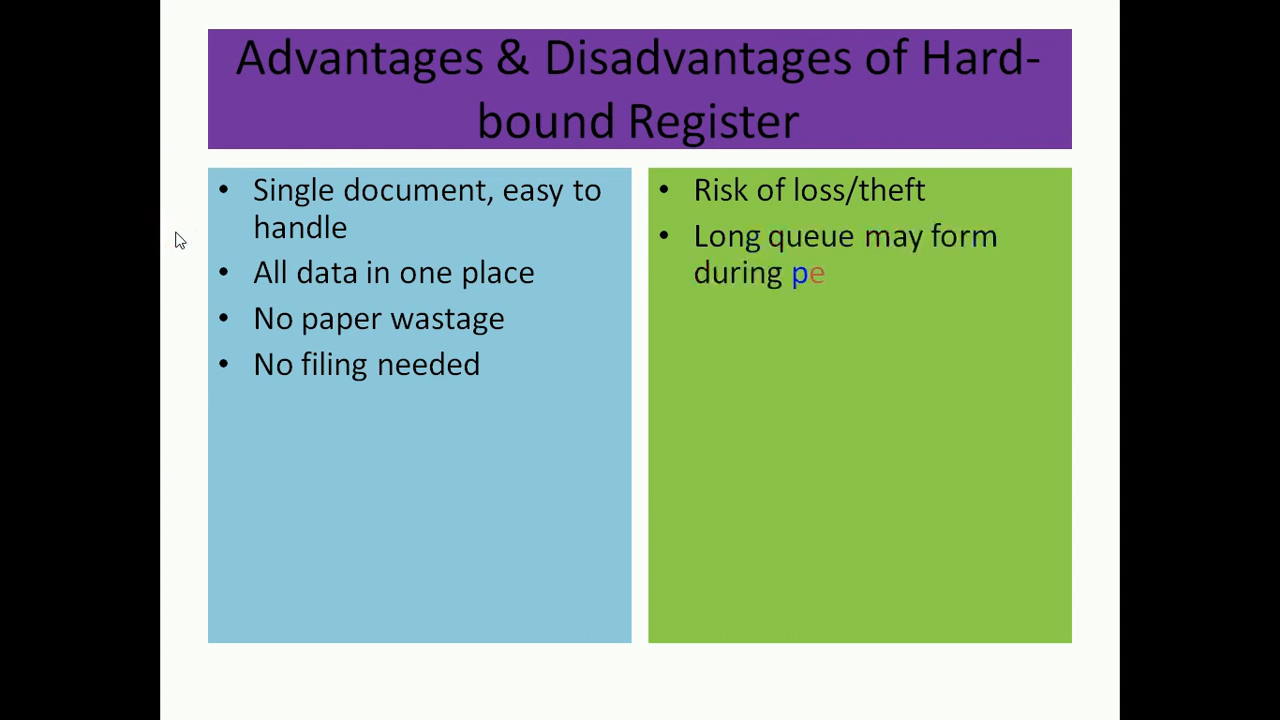 Advantages & Disadvantages of Hard-
bound Register
• Single document, easy to
handle
• All data in one place
• No paper wastage
• No filing needed
• Risk of loss/theft
• Long queue may form
during pe